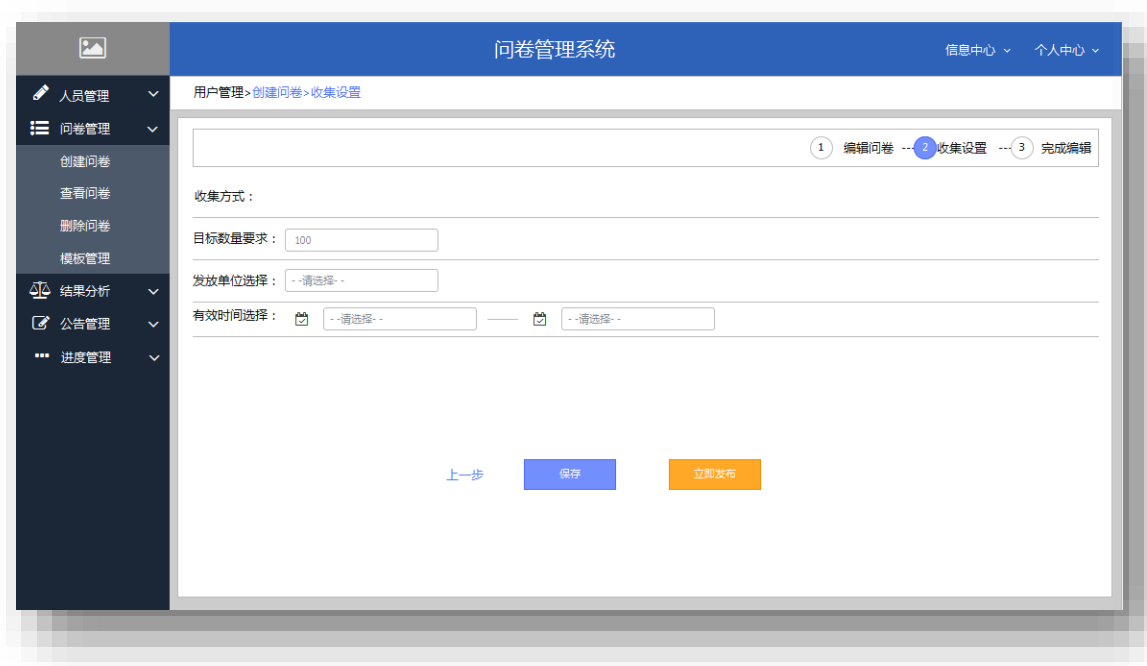 问卷管理系统
信息中心 个人中心
人员管理
问卷管理
创建问卷
查看问卷
删除问卷
模板管理
结果分析
公告管理
进度管理
用户管理>创建问卷>收集设置
1 编辑问卷 ---2收集设置 ---3 完成编辑
收集方式：
目标数量要求： 100
发放单位选择： --请选择--
有效时间选择： --请选择-- —— --请选择--
上一步 保存 立即发布